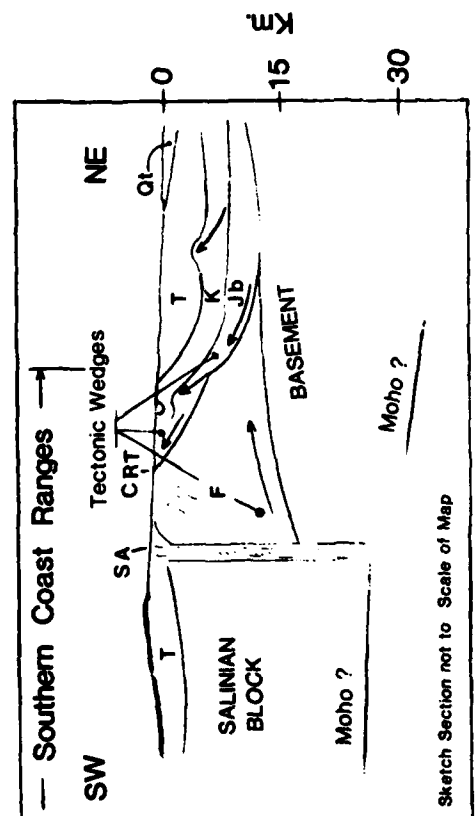 — Southern Coast Ranges →
SW
NE
Tectonic Wedges
SA
CRT
Qt
T
T
K
Jb
F
SALINIAN
BLOCK
BASEMENT
Moho ?
Moho ?
Sketch Section not to Scale of Map
0
15
30
Km.